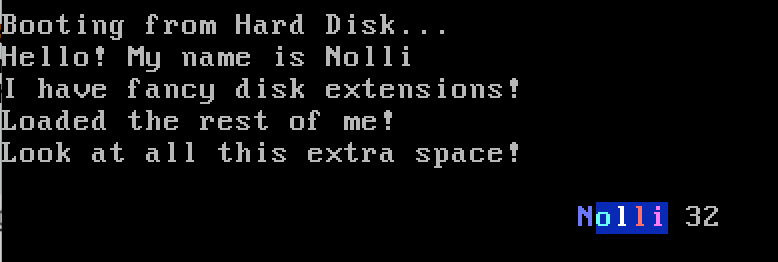 Booting from Hard Disk...
Hello! My name is Nolli
I have fancy disk extensions!
Loaded the rest of me!
Look at all this extra space!
Nolli 32